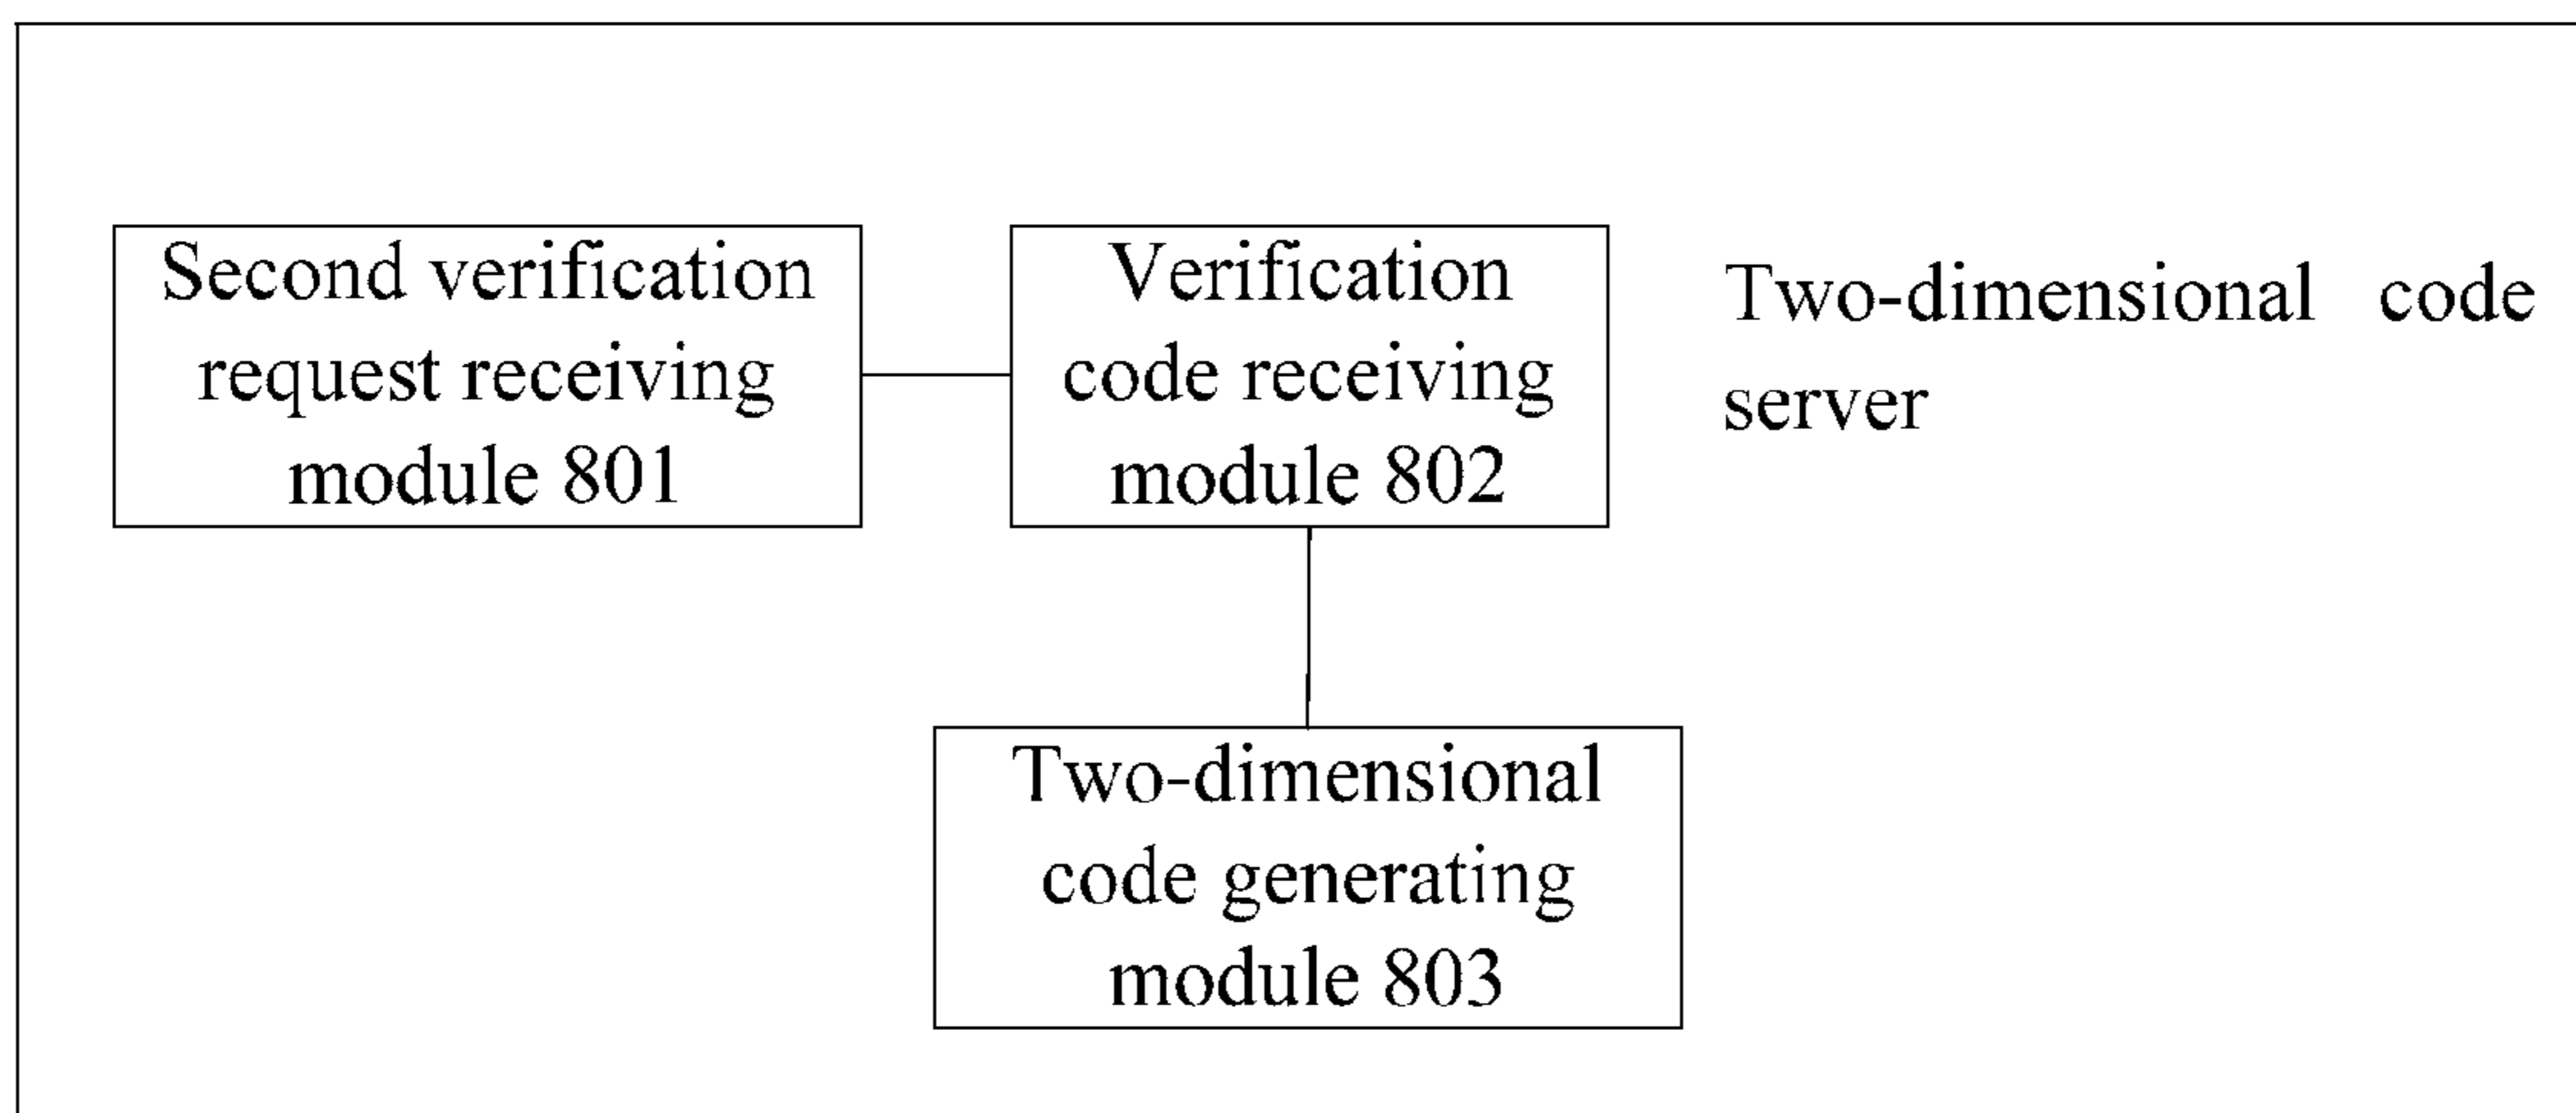 Second verification
request receiving
module 801
Verification
code receiving
module 802
Two-dimensional code
server
Two-dimensional
code generating
module 803